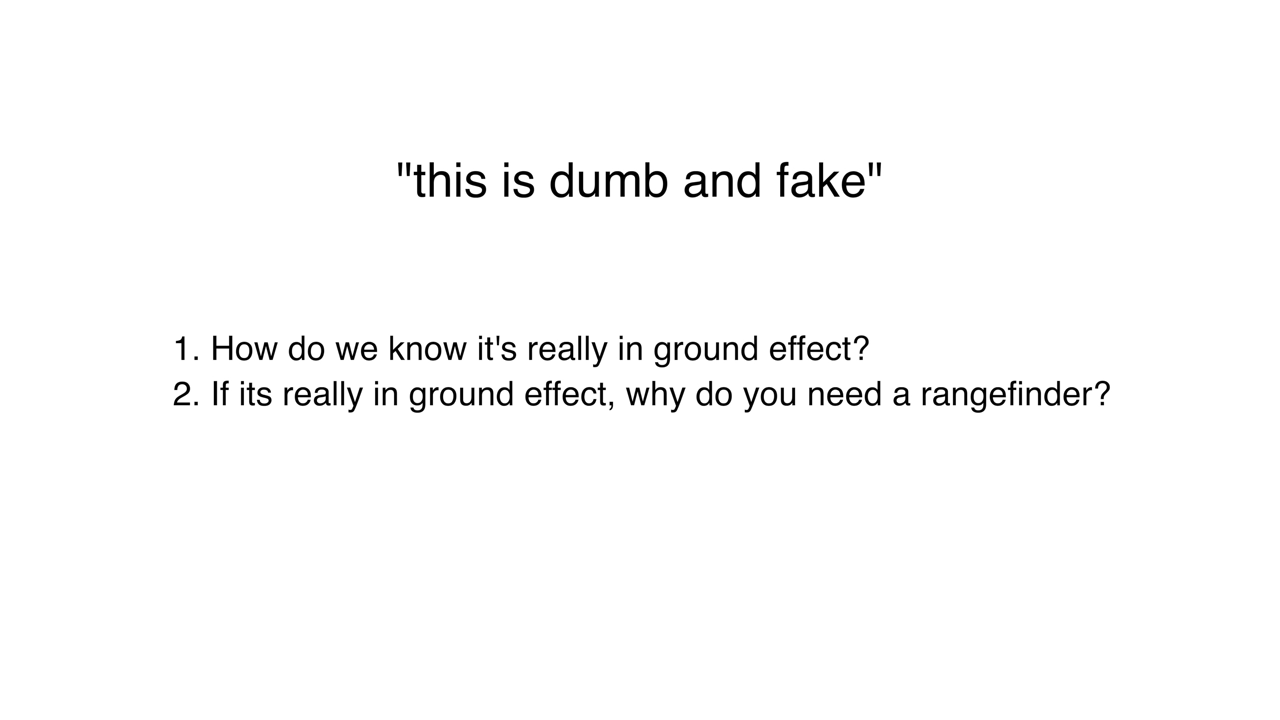 "this is dumb and fake"
1. How do we know it's really in ground effect?
2. If its really in ground effect, why do you need a rangefinder?